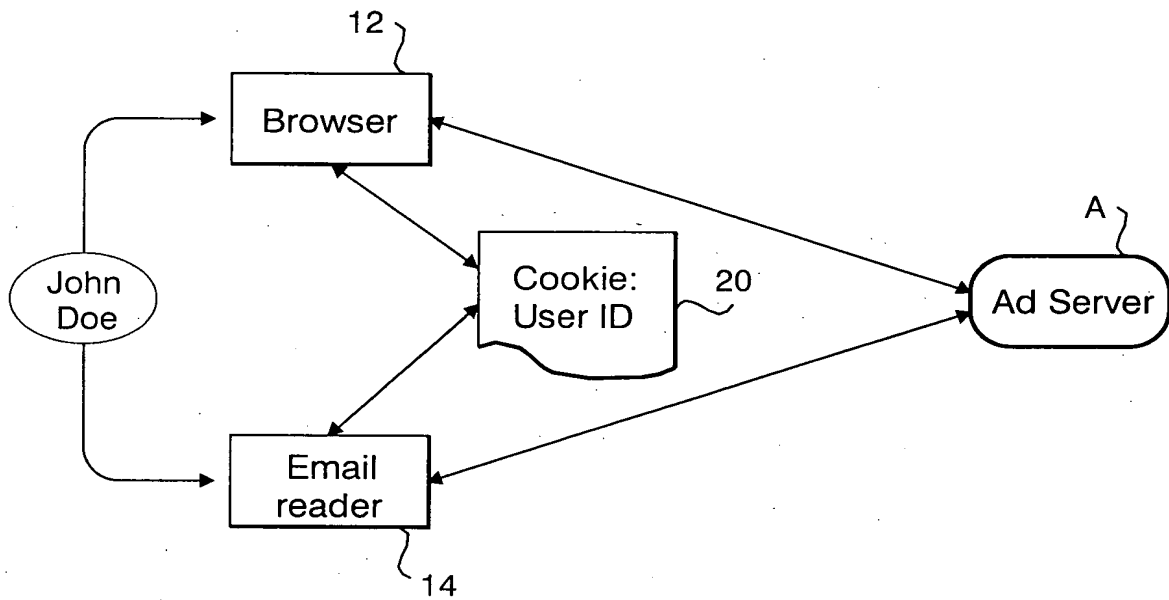 12
Browser
A
John
Doe
Cookie:
User ID
20
Ad Server
Email
reader
14